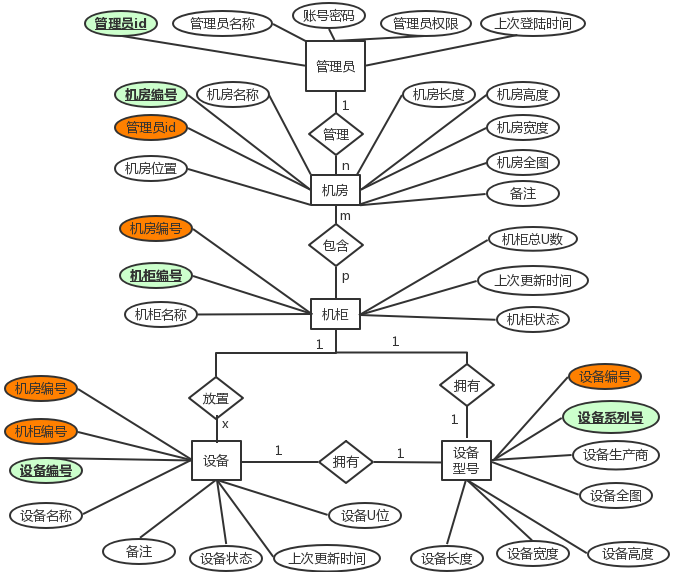 管理员id
管理员名称
账号密码
管理员权限
上次登陆时间
管理员
机房编号
机房名称
1
机房长度
机房高度
管理员id
管理
机房宽度
机房位置
n
机房全图
机房
备注
m
机房编号
包含
机柜总U数
机柜编号
p
上次更新时间
机柜名称
机柜
机柜状态
1
1
机房编号
放置
拥有
设备编号
机柜编号
x
1
设备系列号
设备编号
设备
1
拥有
1
设备
型号
设备生产商
设备名称
设备U位
设备全图
备注
设备状态
上次更新时间
设备长度
设备宽度
设备高度